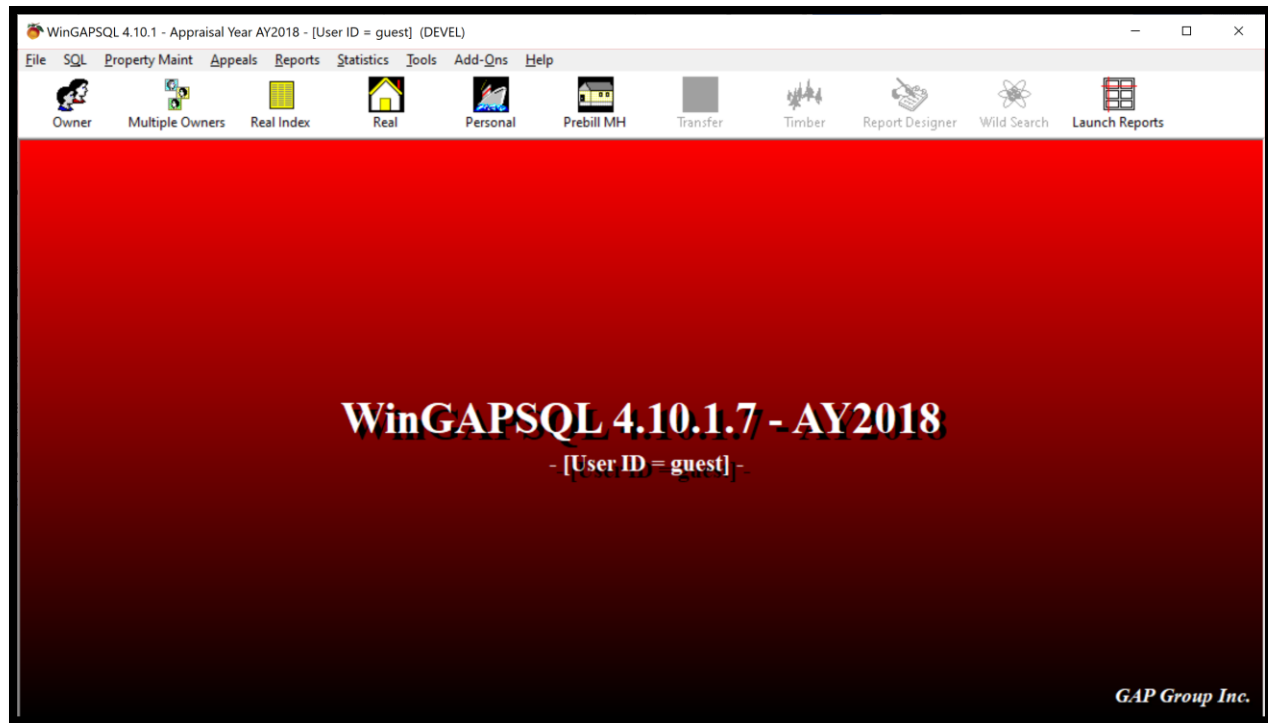 WinGAPSQL 4.10.1 - Appraisal Year AY2018 - [User ID = guest] (DEVEL)
File SQL Property Maint Appeals Reports Statistics Tools Add-Ons Help
Owner Multiple Owners Real Index Real Personal Prebill MH Transfer Timber Report Designer Wild Search Launch Reports
WinGAPSQL 4.10.1.7 - AY2018
- [User ID = guest] -
GAP Group Inc.